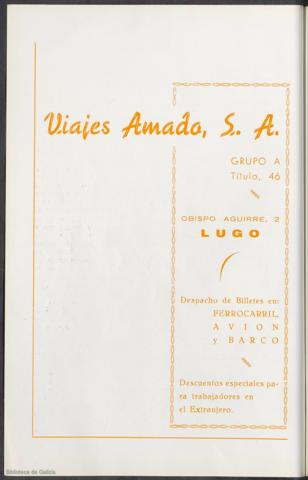 Viajes Amado, S. A.
GRUPO A
Título, 46
OBISPO AGUIRRE, 2
LUGO
Despacho de Billetes en:
FERROCARRIL,
AVION
y BARCO
Descuentos especiales pa-
ra trabajadores en
el Extranjero.
Biblioteca de Galicia